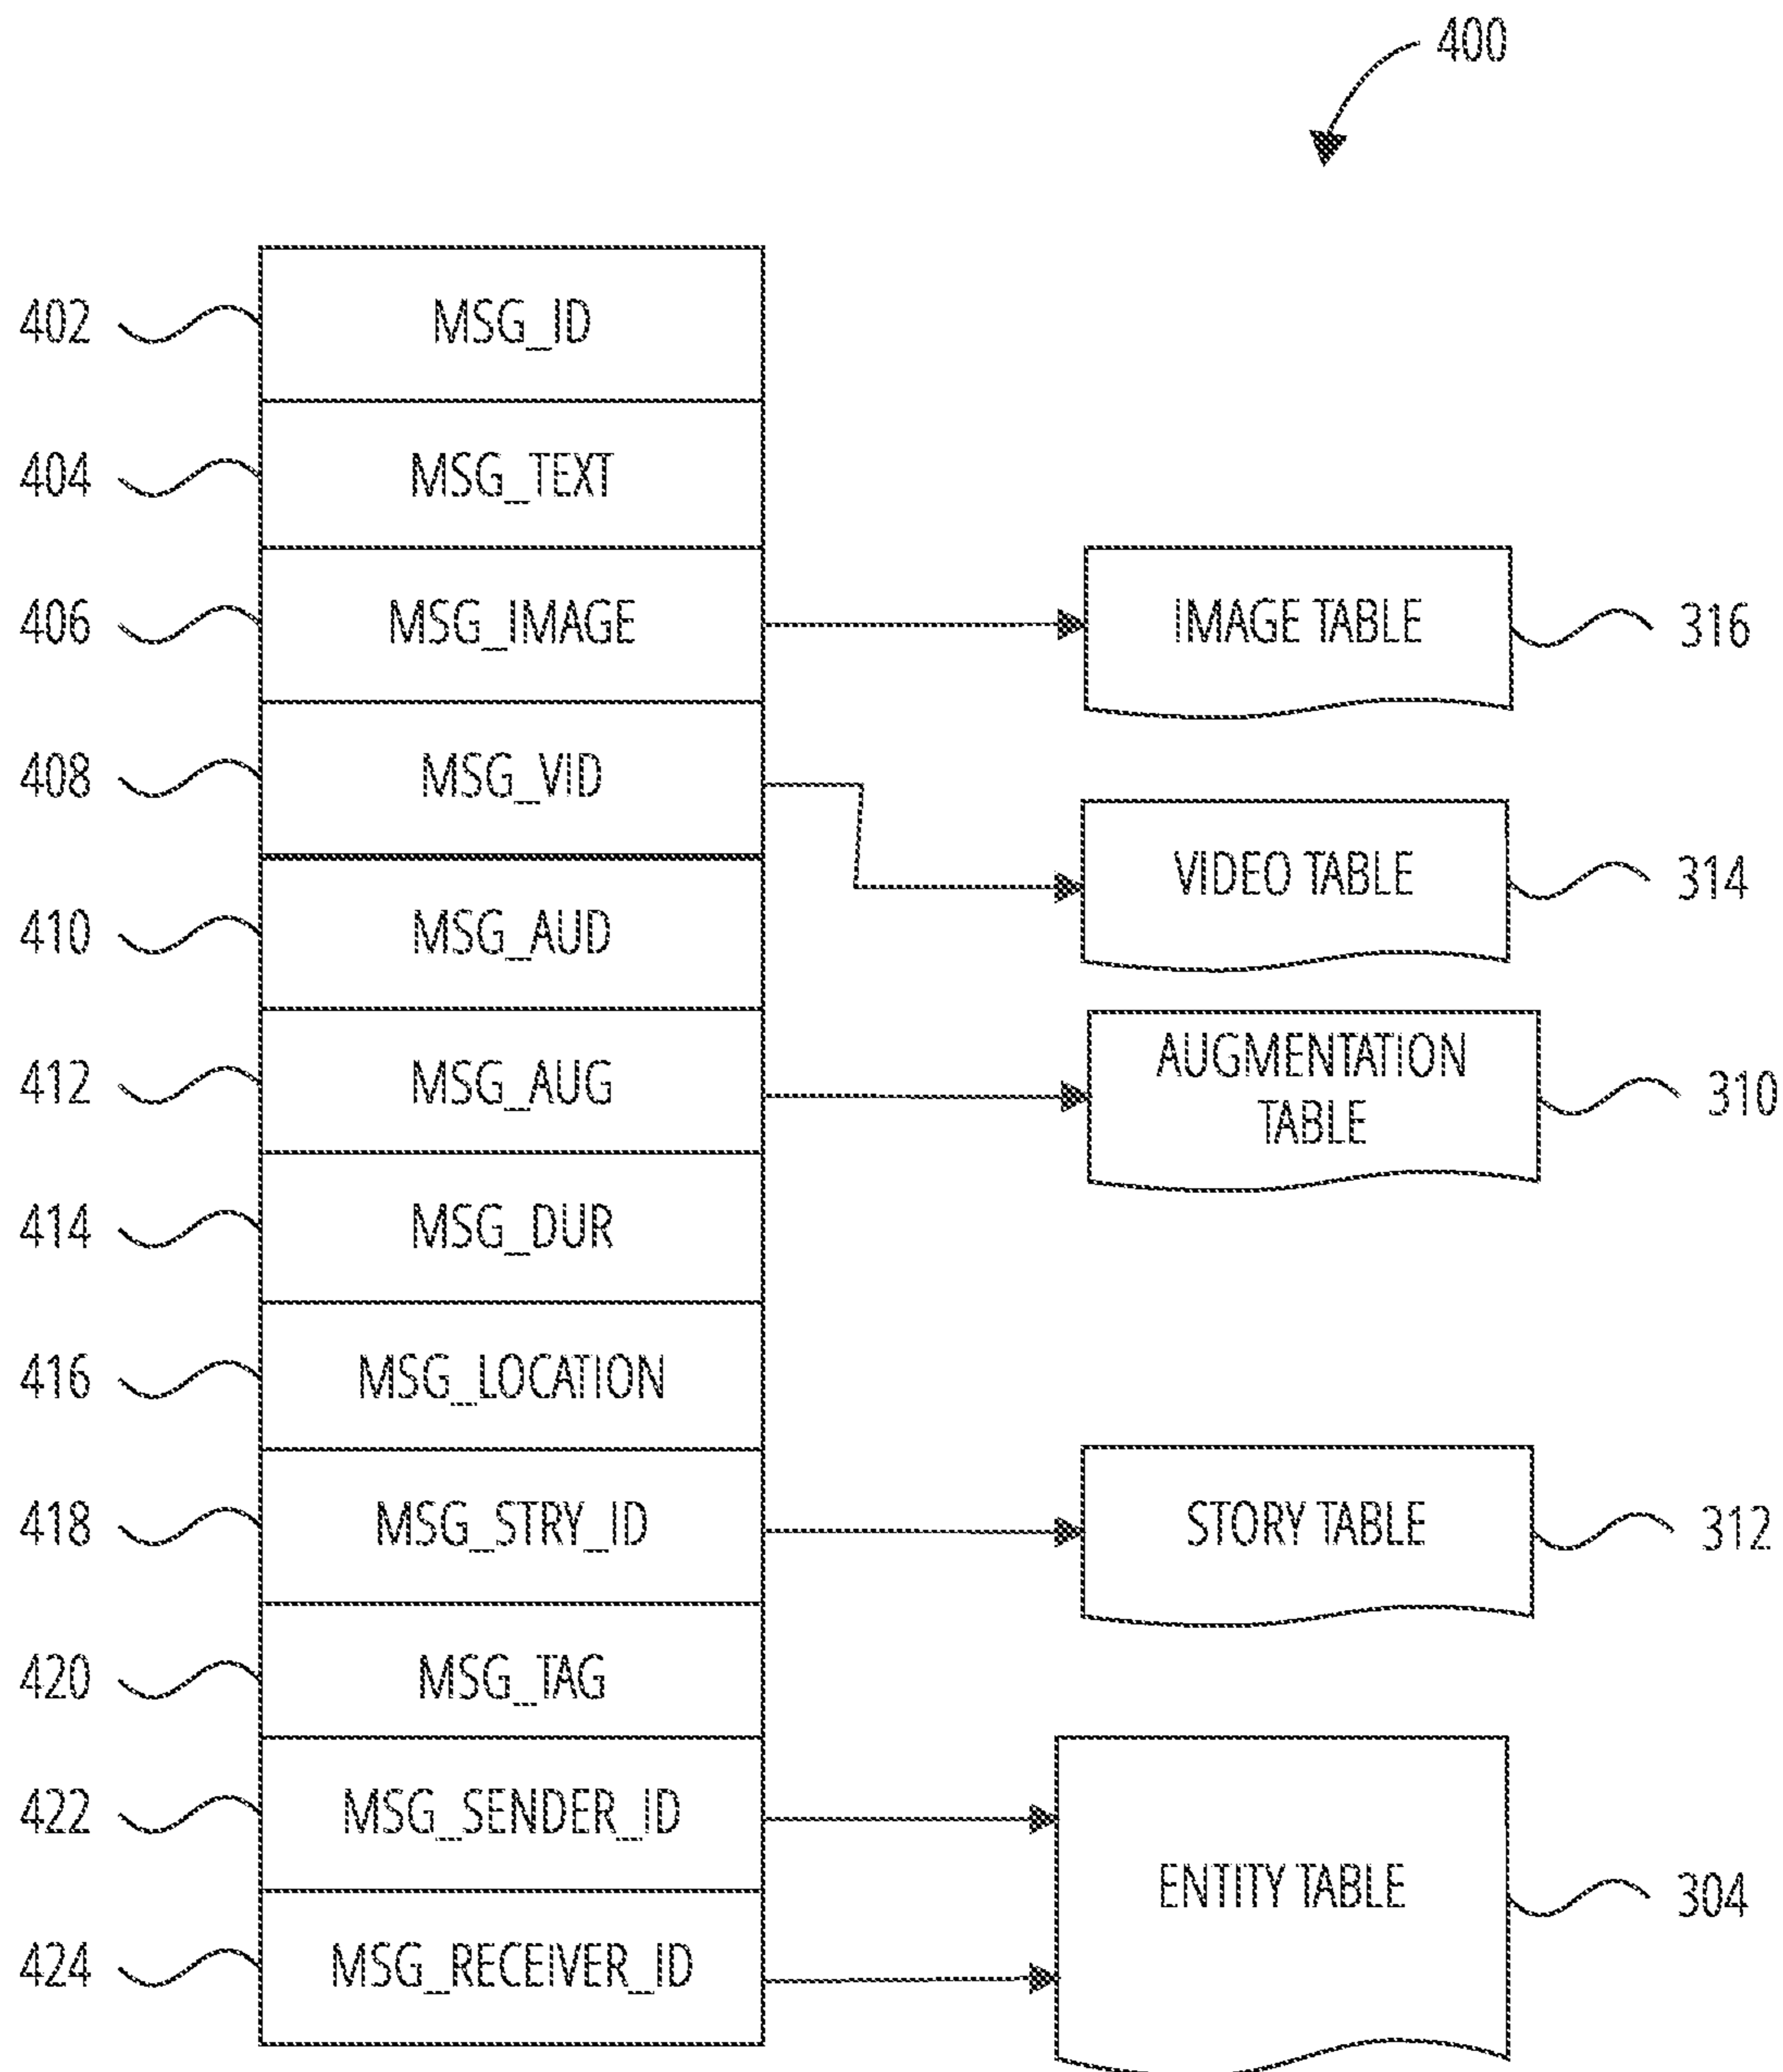 400
402 MSG_ID
404 MSG_TEXT
406 MSG_IMAGE IMAGE TABLE 316
408 MSG_VID VIDEO TABLE 314
410 MSG_AUD
412 MSG_AUG AUGMENTATION
TABLE 310
414 MSG_DUR
416 MSG_LOCATION
418 MSG_STRY_ID STORY TABLE 312
420 MSG_TAG
422 MSG_SENDER_ID
ENTITY TABLE 304
424 MSG_RECEIVER_ID